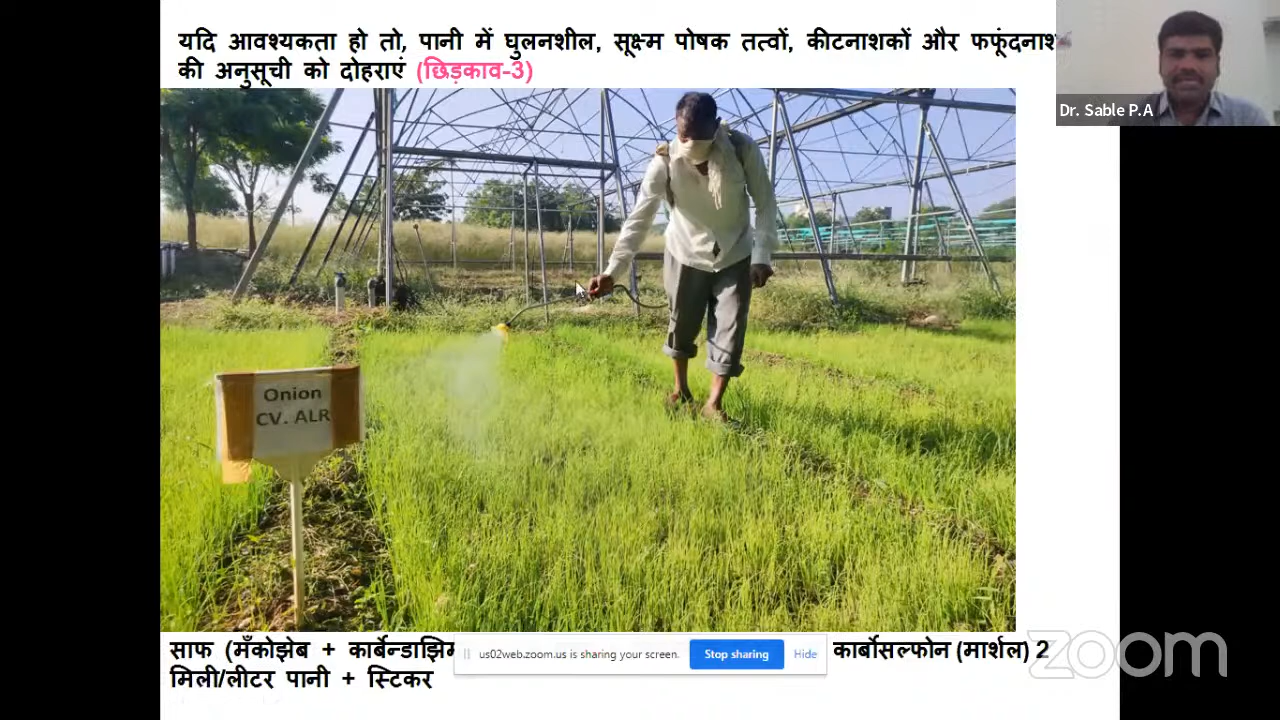 यदि आवश्यकता हो तो, पानी में घुलनशील, सूक्ष्म पोषक तत्वों, कीटनाशकों और फफूंदनाश
की अनुसूची को दोहराएं (छिड़काव-3)
Dr. Sable P.A
Onion
CV. ALR
साफ (मँकोझेब + कार्बेन्डाझिम
कार्बोसल्फोन (मार्शल) 2
us02web.zoom.us is sharing your screen.
Stop sharing
Hide
zoom
मिली/लीटर पानी + स्टिकर